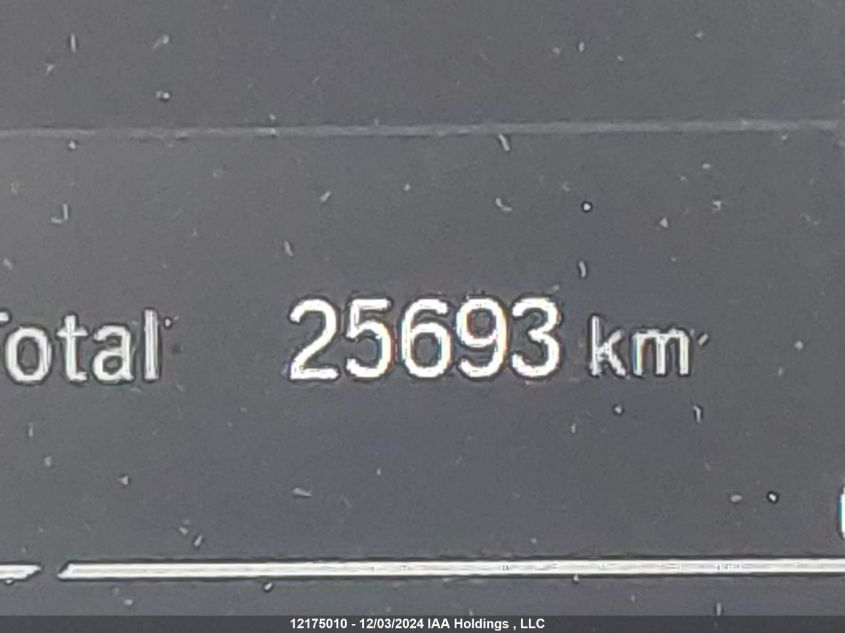 Total 25693 km
12175010 - 12/03/2024 IAA Holdings , LLC